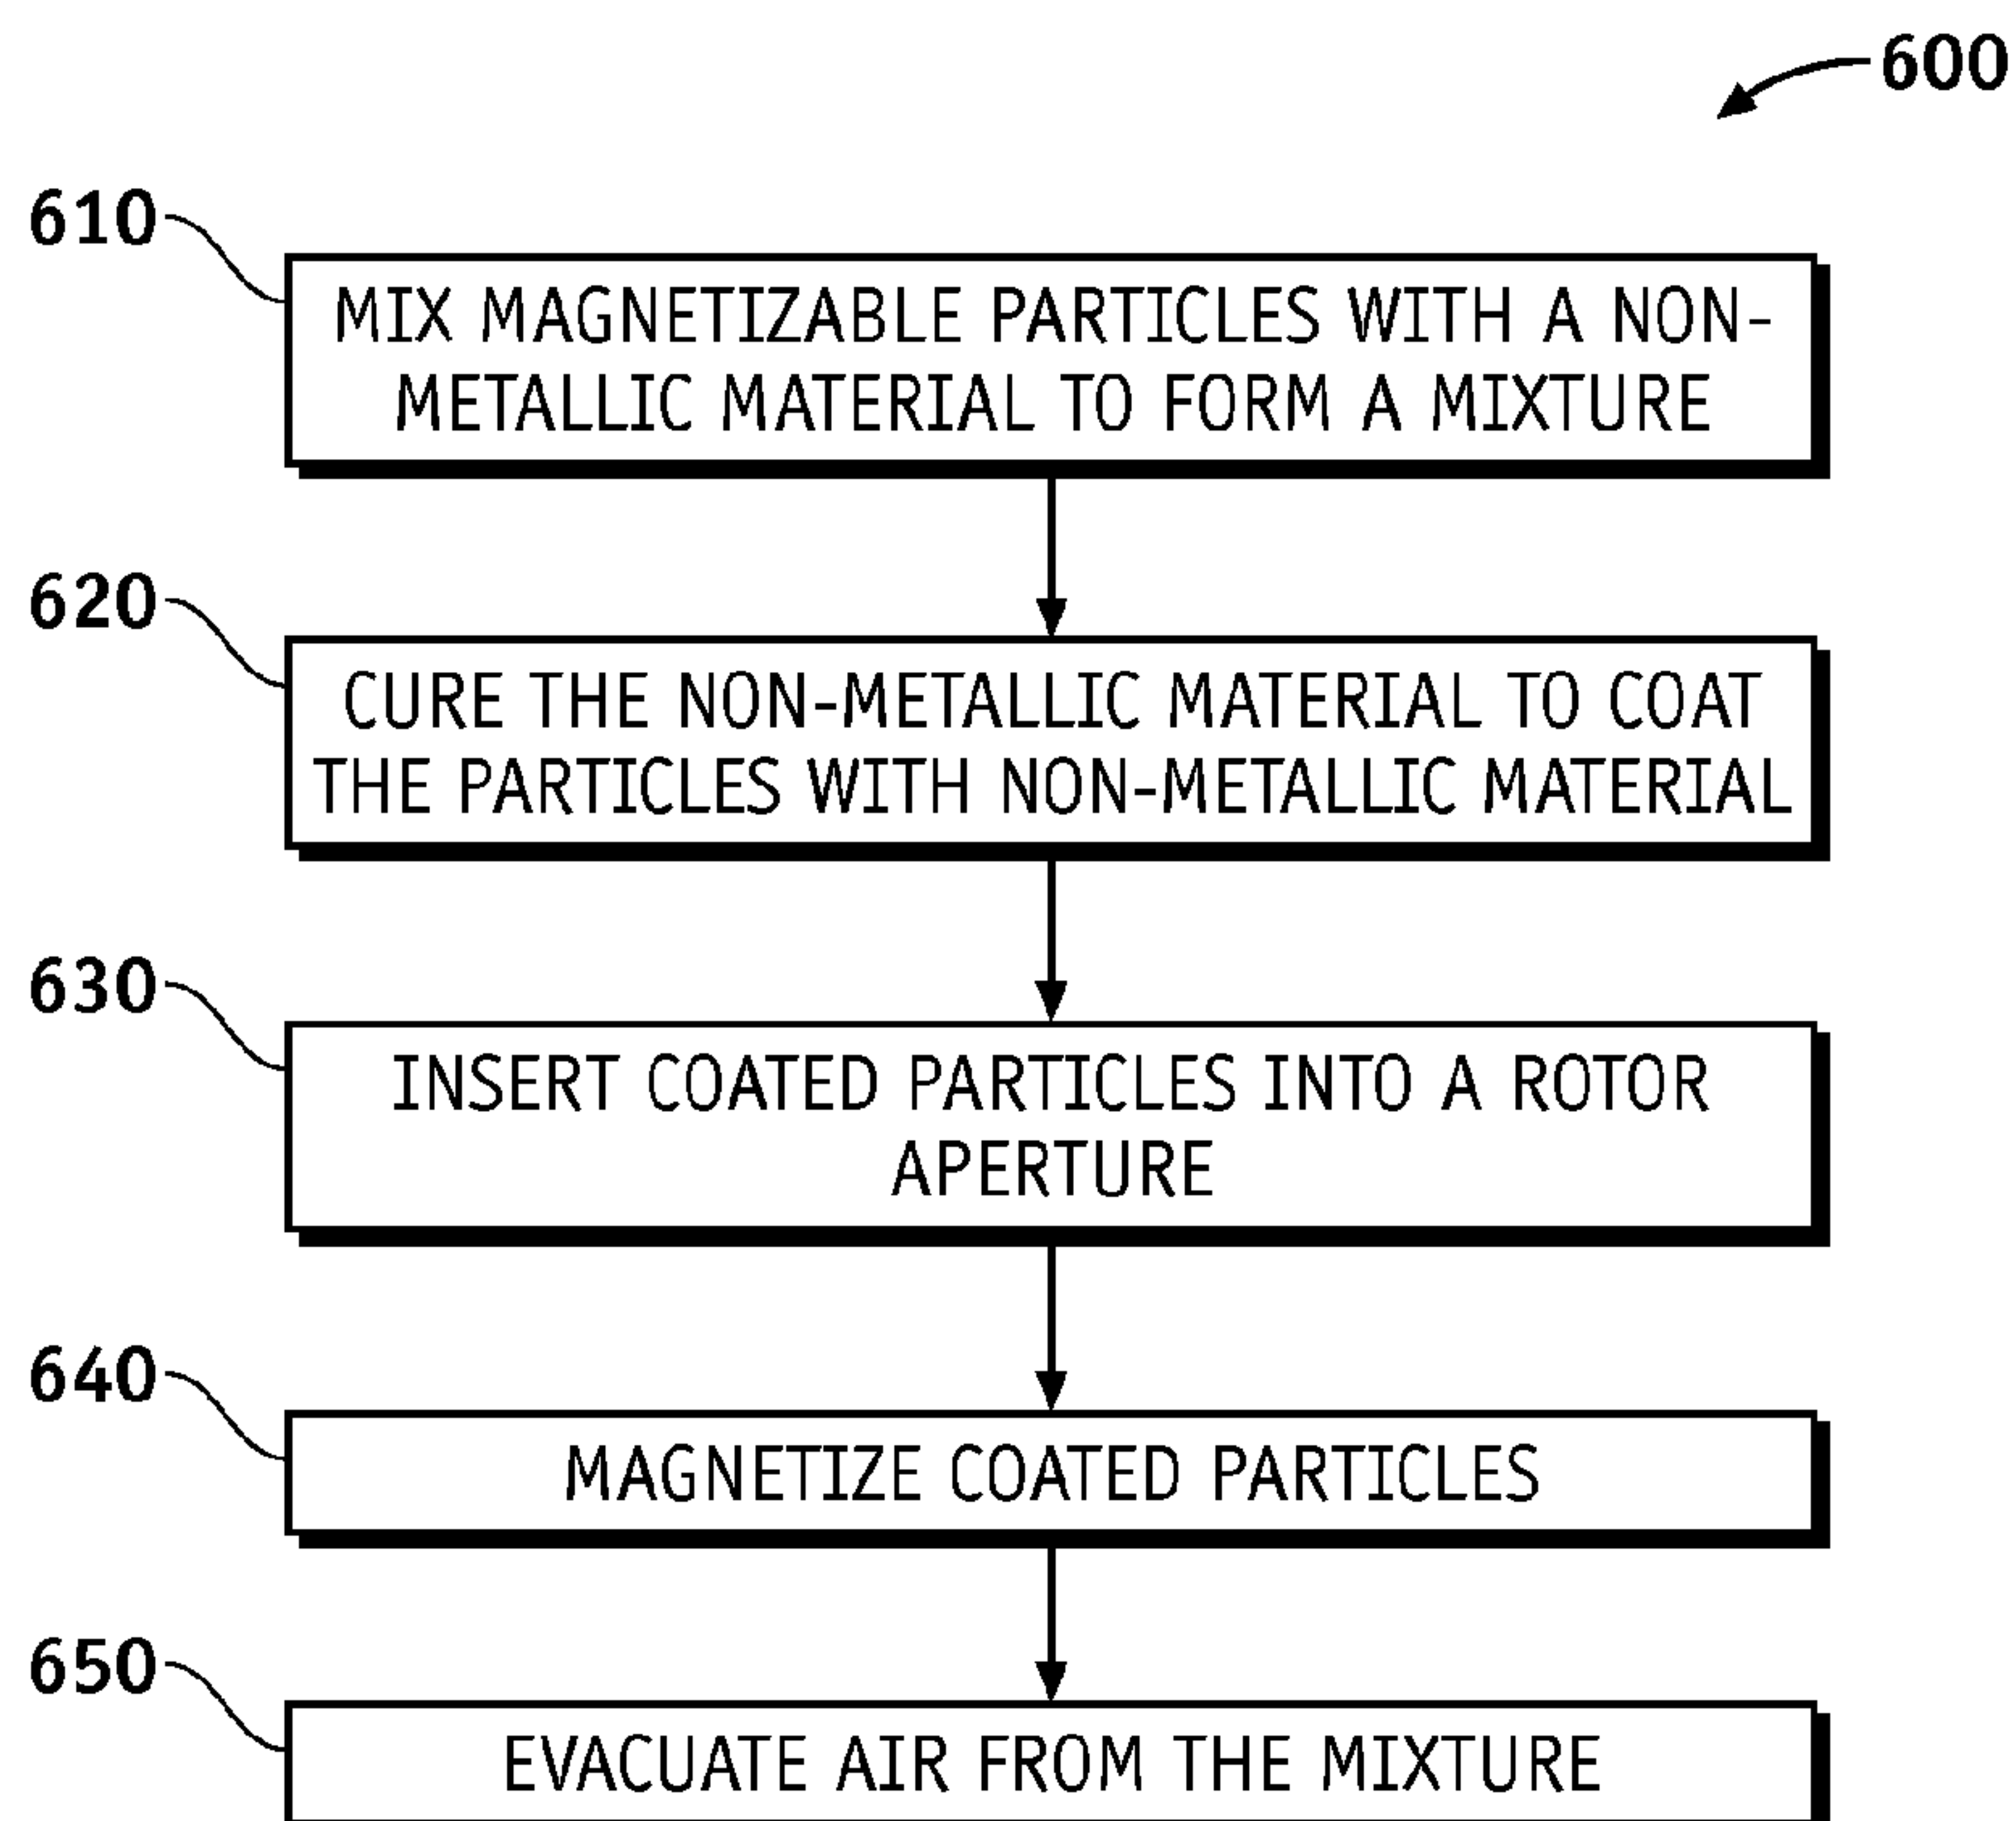 600
610
MIX MAGNETIZABLE PARTICLES WITH A NON-
METALLIC MATERIAL TO FORM A MIXTURE
620
CURE THE NON-METALLIC MATERIAL TO COAT
THE PARTICLES WITH NON-METALLIC MATERIAL
630
INSERT COATED PARTICLES INTO A ROTOR
APERTURE
640
MAGNETIZE COATED PARTICLES
650
EVACUATE AIR FROM THE MIXTURE